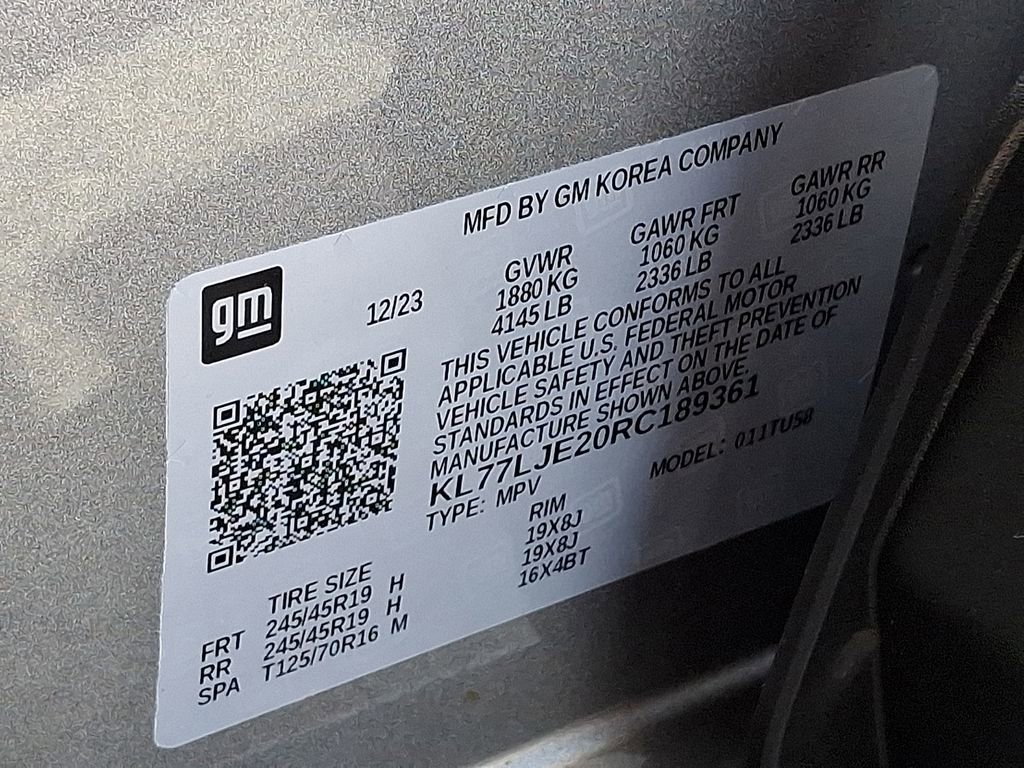 MFD BY GM KOREA COMPANY
gm
12/23
GVWR GAWR FRT GAWR RR
1880 KG 1060 KG 1060 KG
4145 LB 2336 LB 2336 LB
THIS VEHICLE CONFORMS TO ALL
APPLICABLE U.S. FEDERAL MOTOR
VEHICLE SAFETY AND THEFT PREVENTION
STANDARDS IN EFFECT ON THE DATE OF
MANUFACTURE SHOWN ABOVE.
KL77LJE20RC189361
TYPE: MPV MODEL: 011TU58
TIRE SIZE RIM
FRT 245/45R19 H 19X8J
RR 245/45R19 H 19X8J
SPA T125/70R16 M 16X4BT